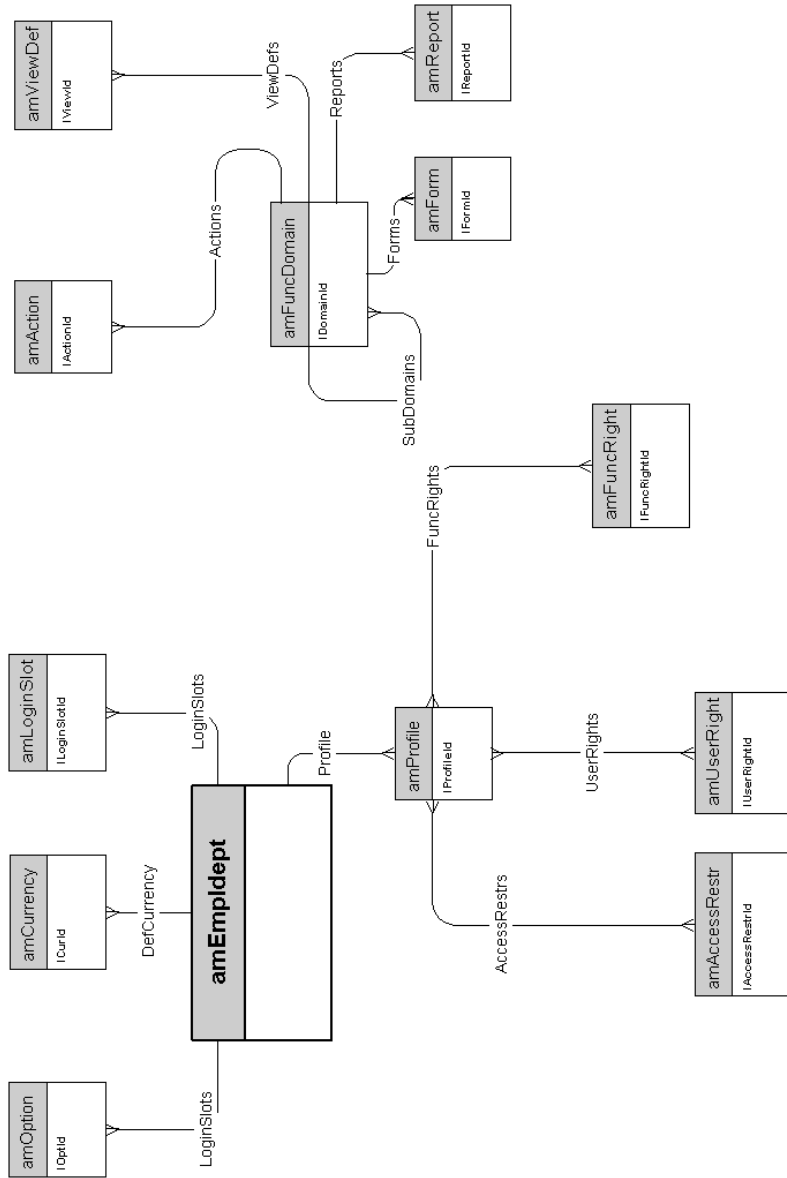 amOption
lOptId
amCurrency
lCurId
amLoginSlot
lLoginSlotId
amAction
lActionId
amViewDef
lViewId
LoginSlots
DefCurrency
LoginSlots
Actions
ViewDefs
amEmpldept
amFuncDomain
lDomainId
Profile
SubDomains
Forms
Reports
amProfile
lProfileId
FuncRights
amForm
lFormId
amReport
lReportId
AccessRestrs
UserRights
amFuncRight
lFuncRightId
amAccessRestr
lAccessRestrId
amUserRight
lUserRightId